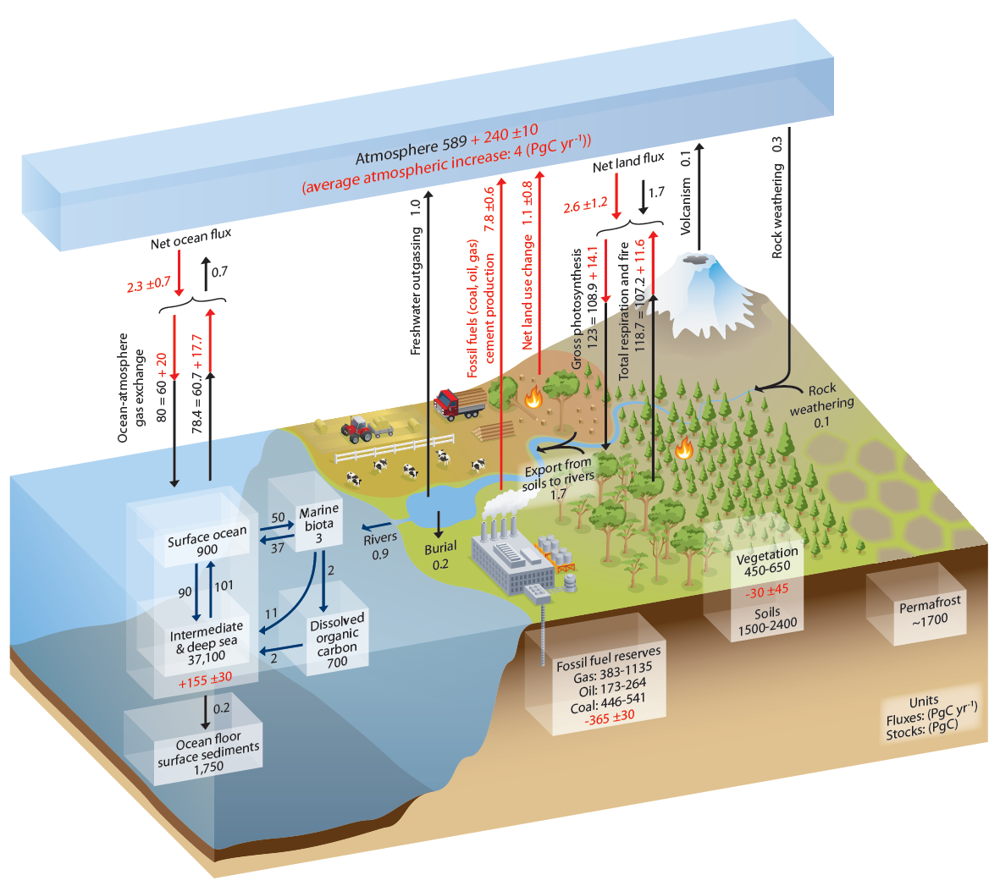 Atmosphere 589 + 240 ±10
(average atmospheric increase: 4 (PgC yr⁻¹))
Net ocean flux
2.3 ±0.7
0.7
Ocean-atmosphere
gas exchange
80 = 60 + 20
78.4 = 60.7 + 17.7
Freshwater outgassing 1.0
Fossil fuels (coal, oil, gas)
cement production 7.8 ±0.6
Net land use change 1.1 ±0.8
Net land flux
2.6 ±1.2
1.7
Gross photosynthesis
123 = 108.9 + 14.1
Total respiration and fire
118.7 = 107.2 + 11.6
Volcanism 0.1
Rock weathering 0.3
Rock
weathering
0.1
Export from
soils to rivers
1.7
Surface ocean
900
50
37
Marine
biota
3
Rivers
0.9
Burial
0.2
90
101
11
2
Intermediate
& deep sea
37,100
+155 ±30
Dissolved
organic
carbon
700
2
0.2
Ocean floor
surface sediments
1,750
Fossil fuel reserves
Gas: 383-1135
Oil: 173-264
Coal: 446-541
-365 ±30
Vegetation
450-650
-30 ±45
Soils
1500-2400
Permafrost
~1700
Units
Fluxes: (PgC yr⁻¹)
Stocks: (PgC)